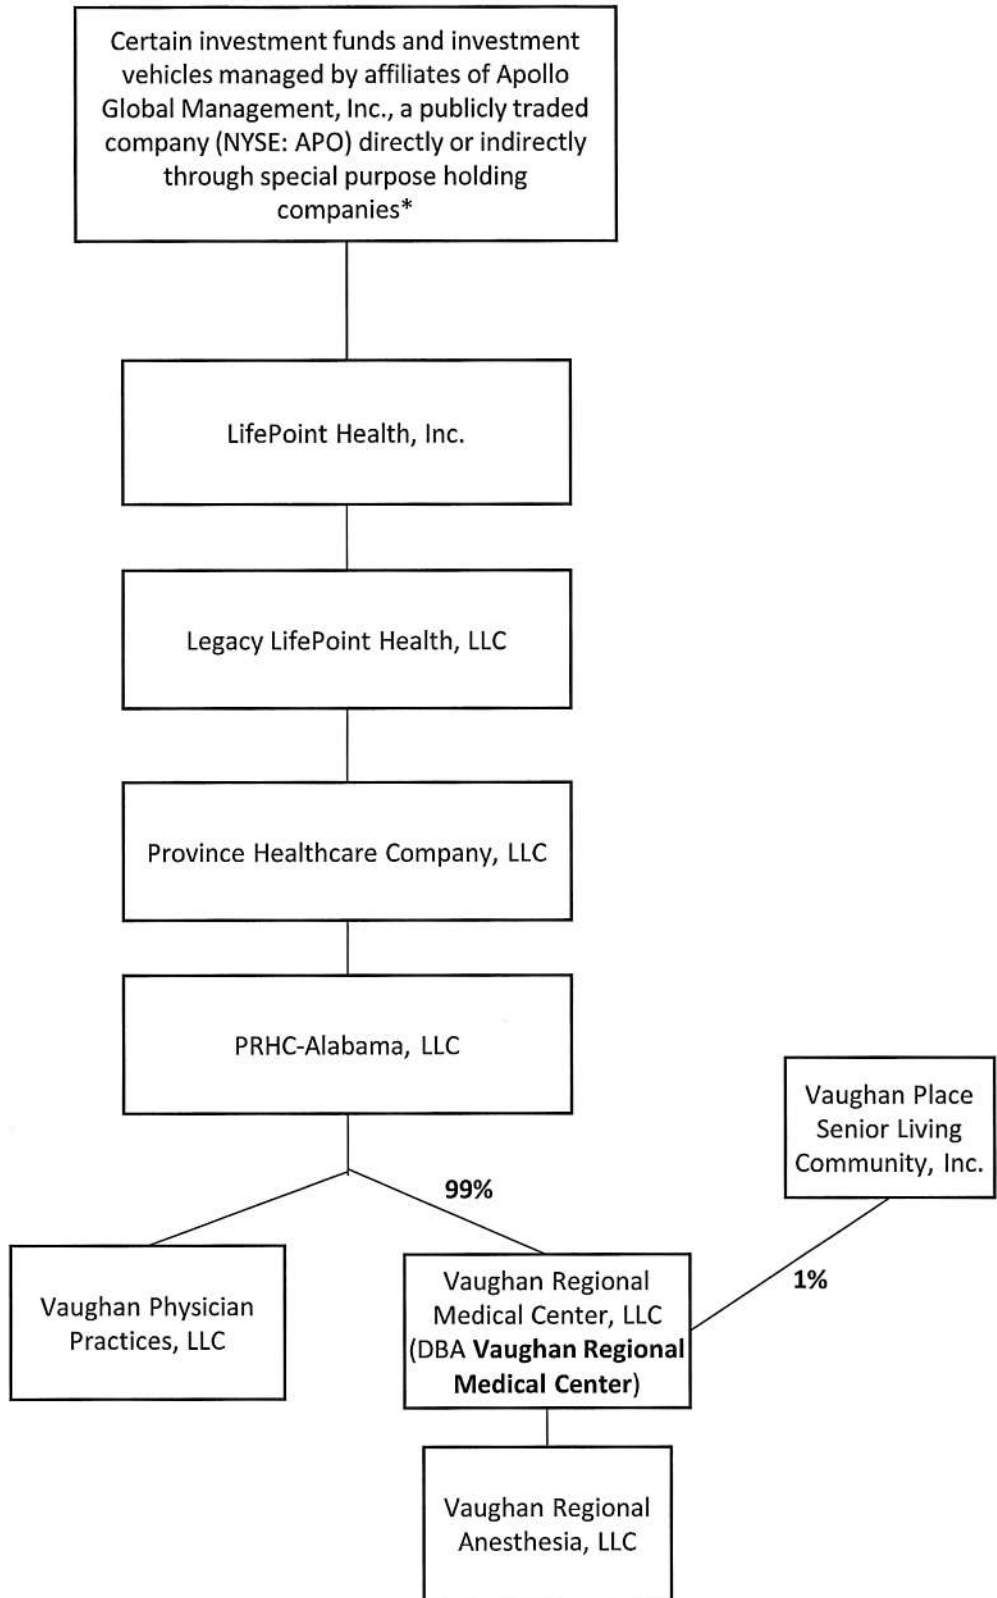 Certain investment funds and investment
vehicles managed by affiliates of Apollo
Global Management, Inc., a publicly traded
company (NYSE: APO) directly or indirectly
through special purpose holding
companies*
LifePoint Health, Inc.
Legacy LifePoint Health, LLC
Province Healthcare Company, LLC
PRHC-Alabama, LLC
Vaughan Place
Senior Living
Community, Inc.
99%
1%
Vaughan Physician
Practices, LLC
Vaughan Regional
Medical Center, LLC
(DBA Vaughan Regional
Medical Center)
Vaughan Regional
Anesthesia, LLC